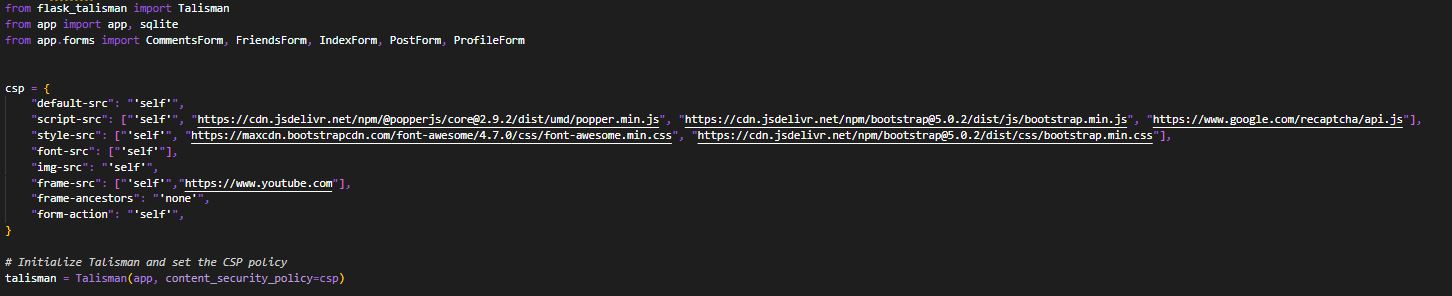 from flask_talisman import Talisman
from app import app, sqlite
from app.forms import CommentsForm, FriendsForm, IndexForm, PostForm, ProfileForm
csp = {
    "default-src": "'self'",
    "script-src": ["'self'", "https://cdn.jsdelivr.net/npm/@popperjs/core@2.9.2/dist/umd/popper.min.js", "https://cdn.jsdelivr.net/npm/bootstrap@5.0.2/dist/js/bootstrap.min.js", "https://www.google.com/recaptcha/api.js"],
    "style-src": ["'self'", "https://maxcdn.bootstrapcdn.com/font-awesome/4.7.0/css/font-awesome.min.css", "https://cdn.jsdelivr.net/npm/bootstrap@5.0.2/dist/css/bootstrap.min.css"],
    "font-src": ["'self'"],
    "img-src": "'self'",
    "frame-src": ["'self'","https://www.youtube.com"],
    "frame-ancestors": "'none'",
    "form-action": "'self'",
}
# Initialize Talisman and set the CSP policy
talisman = Talisman(app, content_security_policy=csp)